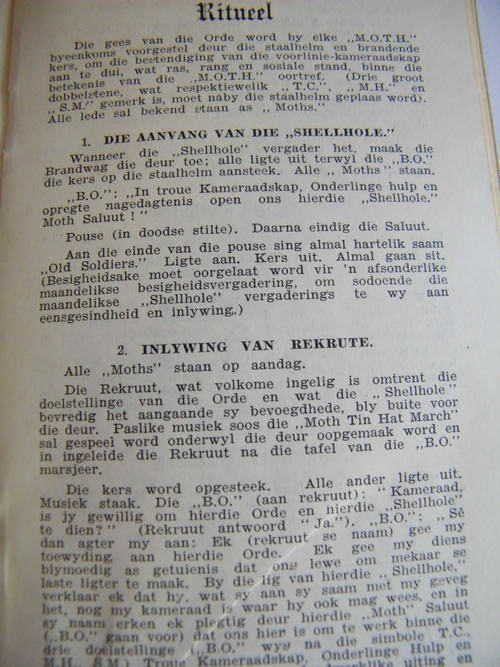 Ritueel
Die gees van die Orde word by elke „M.O.T.H.”
byeenkoms voorgestel deur die staalhelm en brandende
kers, om die bestendiging van die voorlinie-kameraadskap
aan te dui, wat ras, rang en sosiale stand, binne die
betekenis van die „M.O.T.H.” oortref. (Drie groot
dobbelstene, wat respektiewelik „T.C.”, „M.H.” en
„S.M.” gemerk is, moet naby die staalhelm geplaas word).
Alle lede sal bekend staan as „Moths.”
1. DIE AANVANG VAN DIE „SHELLHOLE.”
Wanneer die „Shellhole” vergader het, maak die
Brandwag die deur toe; alle ligte uit terwyl die „B.O.”
die kers op die staalhelm aansteek. Alle „Moths” staan.
„B.O.”: „In troue Kameraadskap, Onderlinge hulp en
opregte nagedagtenis open ons hierdie „Shellhole.”
Moth Saluut!”
Pouse (in doodse stilte). Daarna eindig die Saluut.
Aan die einde van die pouse sing almal hartelik saam
„Old Soldiers.” Ligte aan. Kers uit. Almal gaan sit.
(Besigheidsake moet oorgelaat word vir 'n afsonderlike
maandelikse besigheidsvergadering, om sodoende die
maandelikse „Shellhole” vergaderings te wy aan
eensgesindheid en inlywing.)
2. INLYWING VAN REKRUTE.
Alle „Moths” staan op aandag.
Die Rekruut, wat volkome ingelig is omtrent die
doelstellinge van die Orde en wat die „Shellhole”
bevredig het aangaande sy bevoegdhede, bly buite voor
die deur. Paslike musiek soos die „Moth Tin Hat March”
sal gespeel word onderwyl die deur oopgemaak word en
in ingeleide die Rekruut na die tafel van die „B.O.”
marsjeer.
Die kers word opgesteek. Alle ander ligte uit.
Musiek staak. Die „B.O.” (aan rekruut): “Kameraad,
is jy gewillig om hierdie Orde en hierdie „Shellhole”
te dien?” (Rekruut antwoord “Ja.”). „B.O.”: „Sê
dan agter my aan: Ek (rekruut se naam) gee my
toewyding aan hierdie Orde. Ek gee my diens
blymoedig as getuienis dat ons lewe om mekaar se
laste ligter te maak. By die lig van hierdie „Shellhole.”
verklaar ek dat hy, wat sy aan sy saam met my geveg
het, nog my kameraad is waar hy ook mag wees, en in
sy naam erken ek plegtig deur hierdie „Moth” Saluut
(„B.O.” gaan voor) dat ons hier is om te werk binne die
drie doelstellinge („B.O.” wys na die simbole T.C.,
M.H., S.M.) Troue Kameraadskap, Onderlinge Hulp en